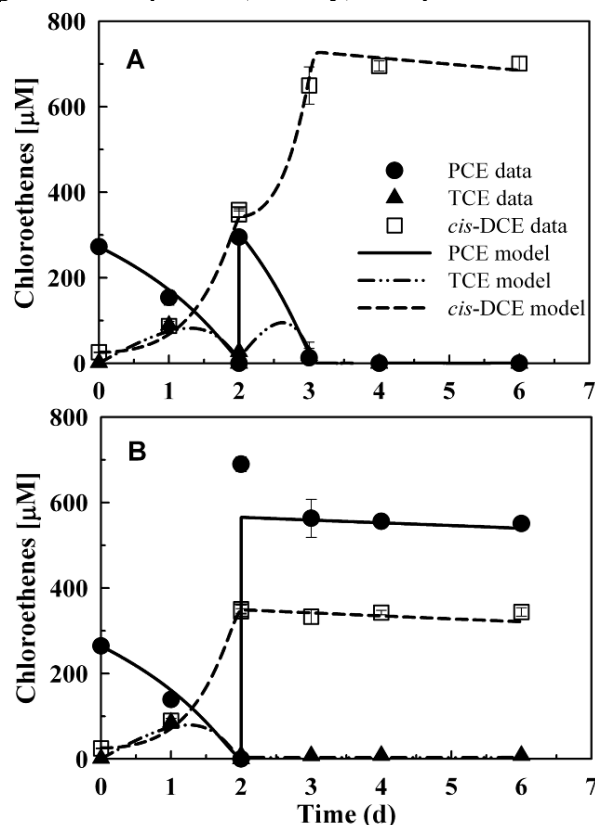 800
A
600
400
200
0
Chloroethenes [µM]
PCE data
TCE data
cis-DCE data
PCE model
TCE model
cis-DCE model
0 1 2 3 4 5 6 7
800
B
600
400
200
0
Chloroethenes [µM]
0 1 2 3 4 5 6 7
Time (d)